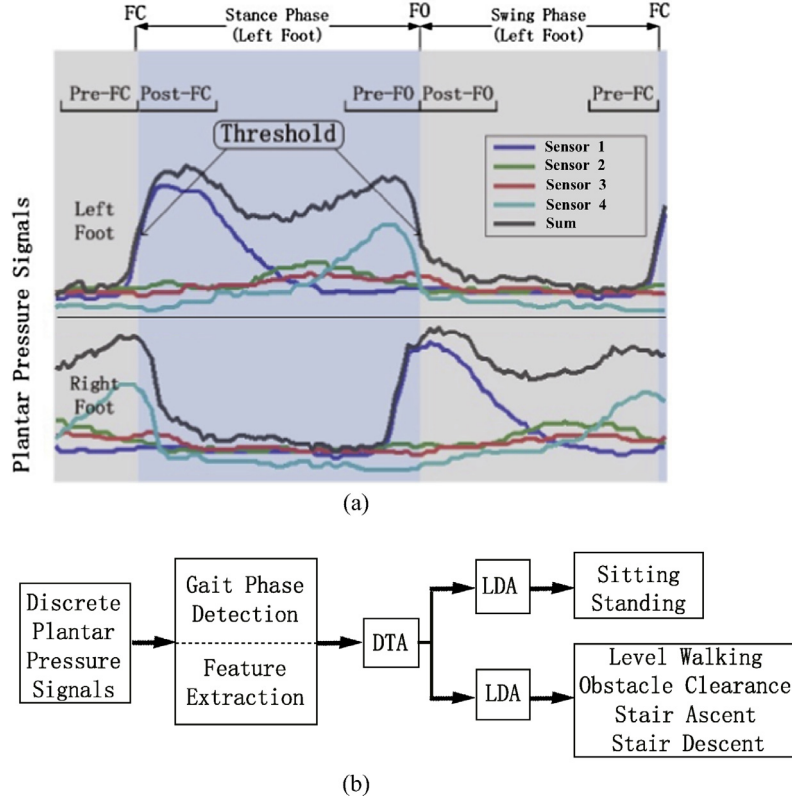 FC
Stance Phase
(Left Foot)
FO
Swing Phase
(Left Foot)
FC
Pre-FC
Post-FC
Pre-FO
Post-FO
Pre-FC
Threshold
Sensor 1
Sensor 2
Sensor 3
Sensor 4
Sum
Plantar Pressure Signals
Left
Foot
Right
Foot
(a)
Discrete
Plantar
Pressure
Signals
Gait Phase
Detection
Feature
Extraction
DTA
LDA
Sitting
Standing
LDA
Level Walking
Obstacle Clearance
Stair Ascent
Stair Descent
(b)